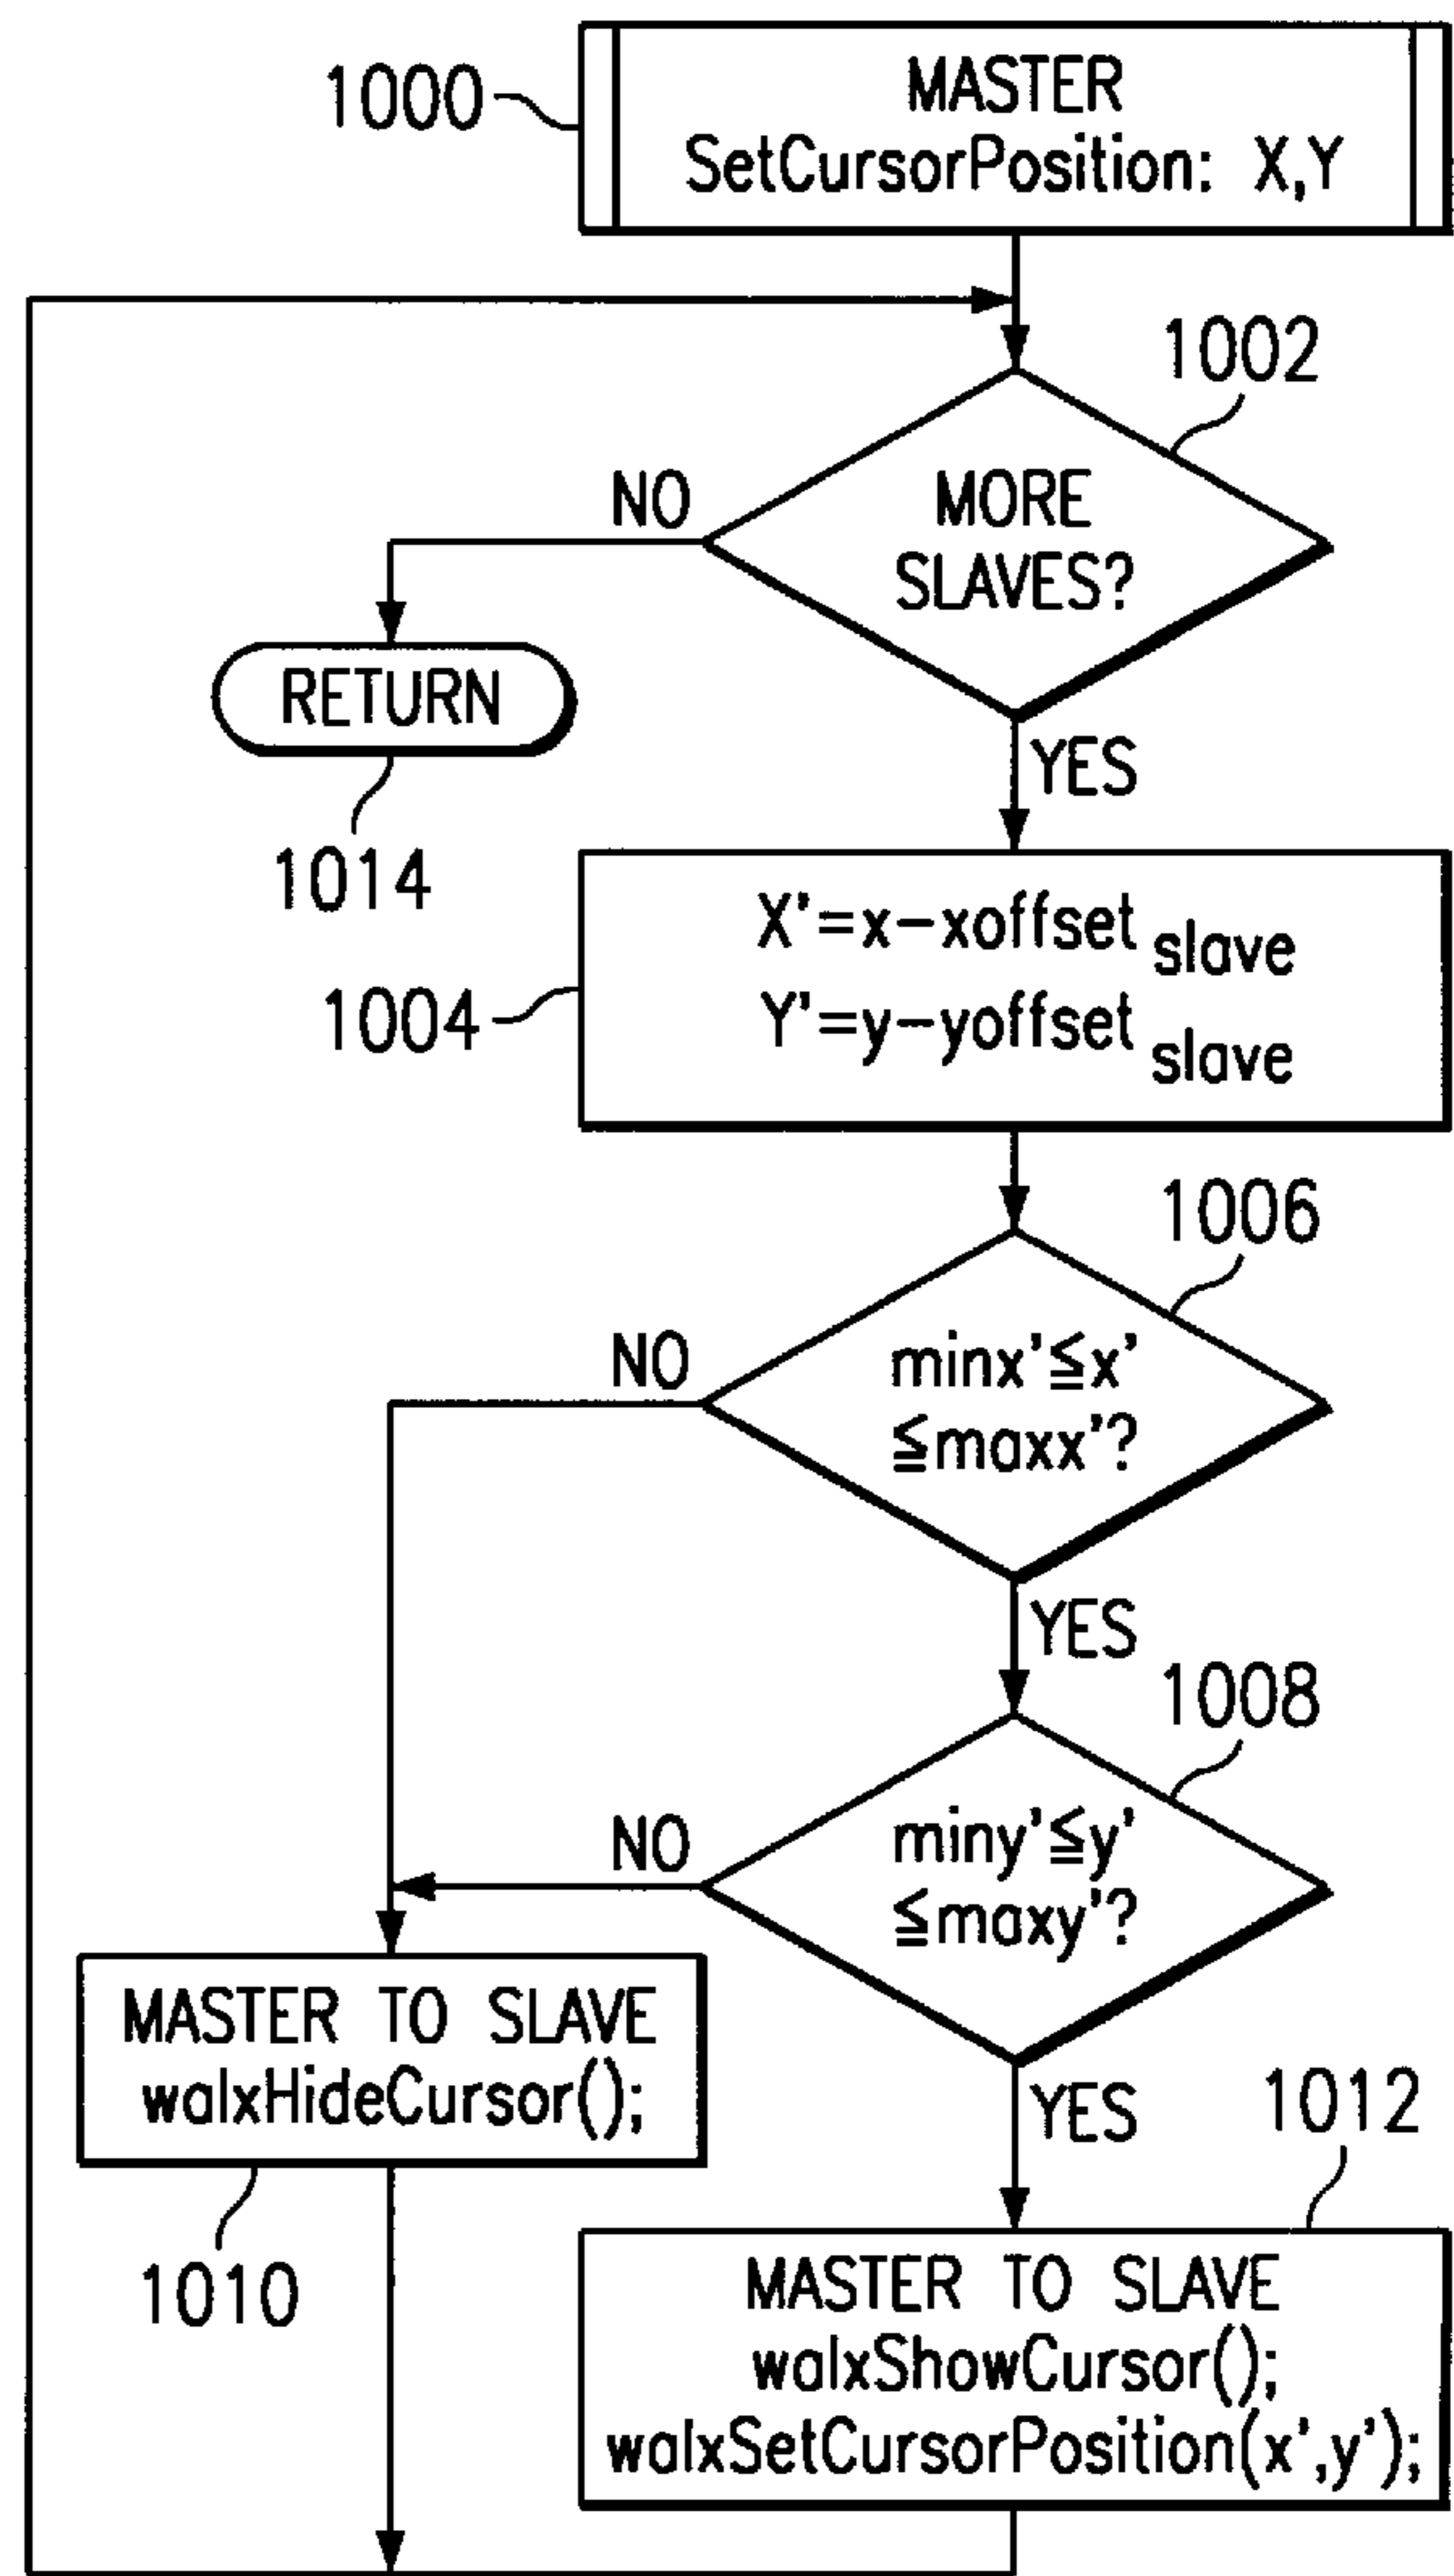 1000
MASTER
SetCursorPosition: X,Y
1002
MORE
SLAVES?
NO
RETURN
1014
YES
1004
X'=x-xoffset slave
Y'=y-yoffset slave
1006
minx'≦x'
≦maxx'?
NO
YES
1008
miny'≦y'
≦maxy'?
NO
MASTER TO SLAVE
walxHideCursor();
1010
YES
1012
MASTER TO SLAVE
walxShowCursor();
walxSetCursorPosition(x',y');